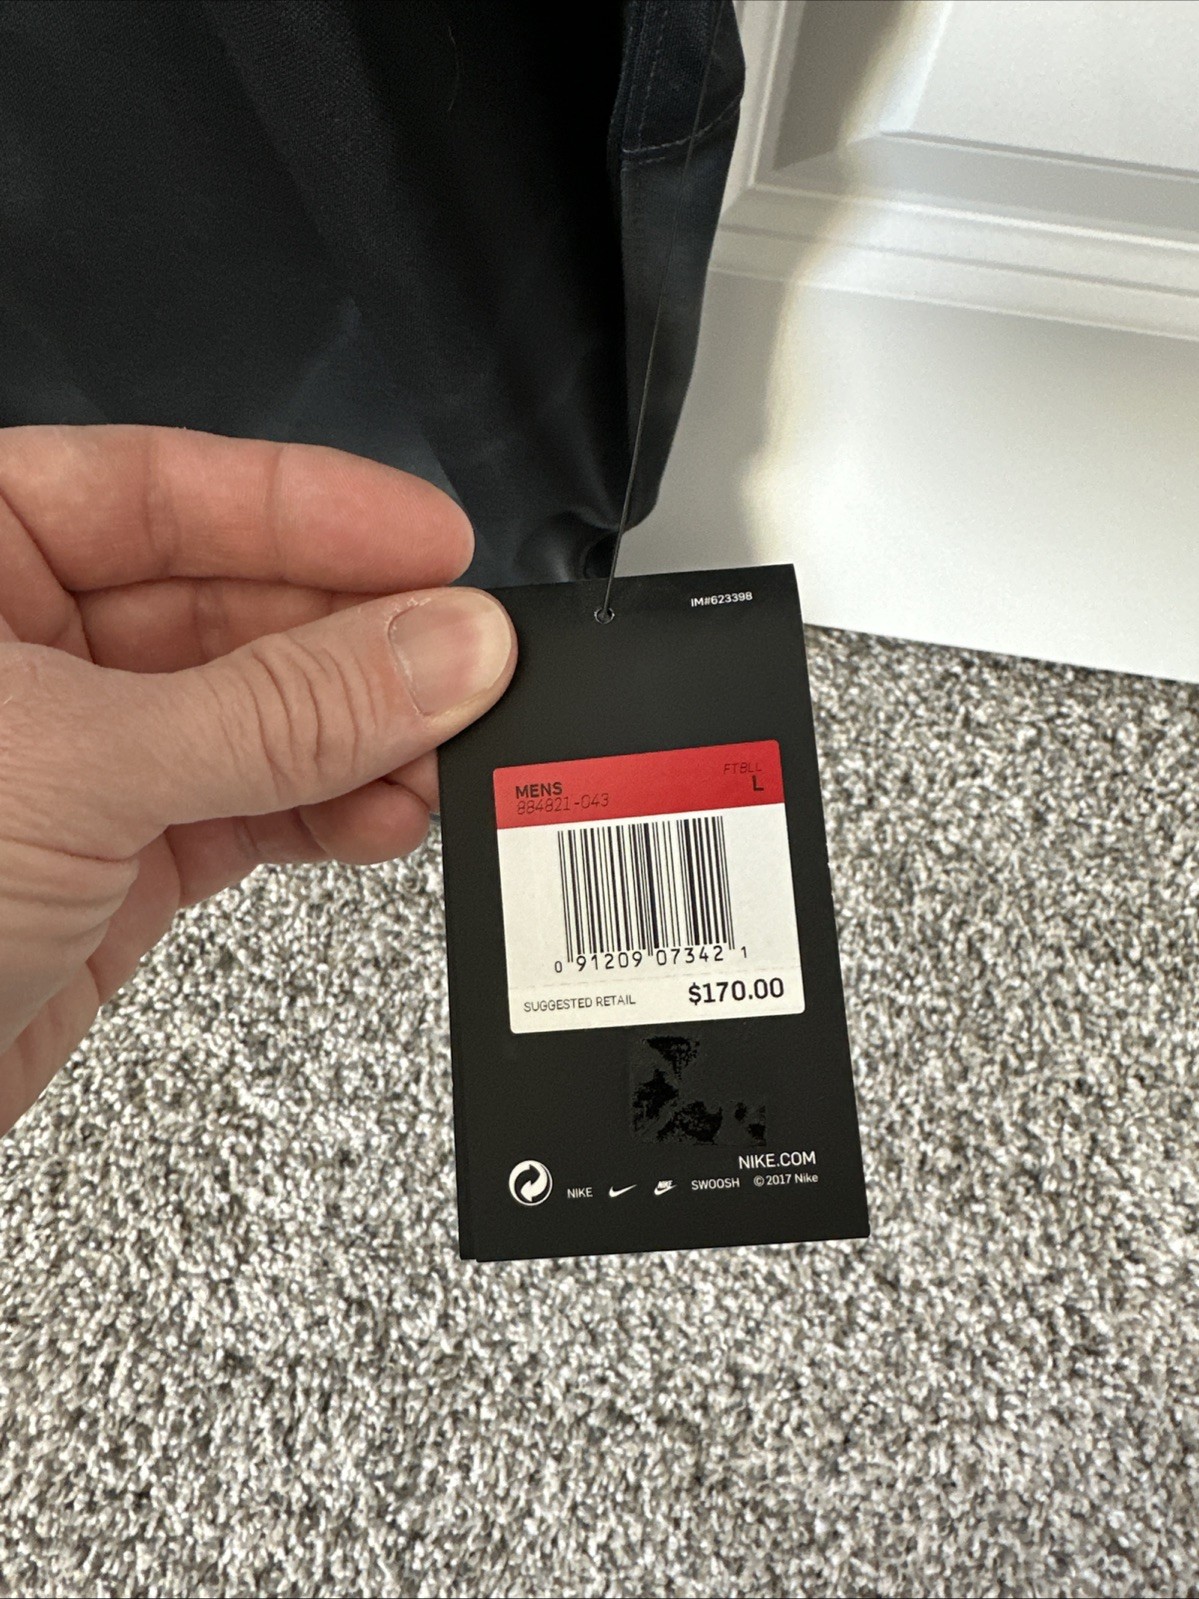 IM#623398
MENS
FTBLL
884821-043
L
0 91209 07342 1
SUGGESTED RETAIL $170.00
NIKE.COM
NIKE NIKE SWOOSH © 2017 Nike